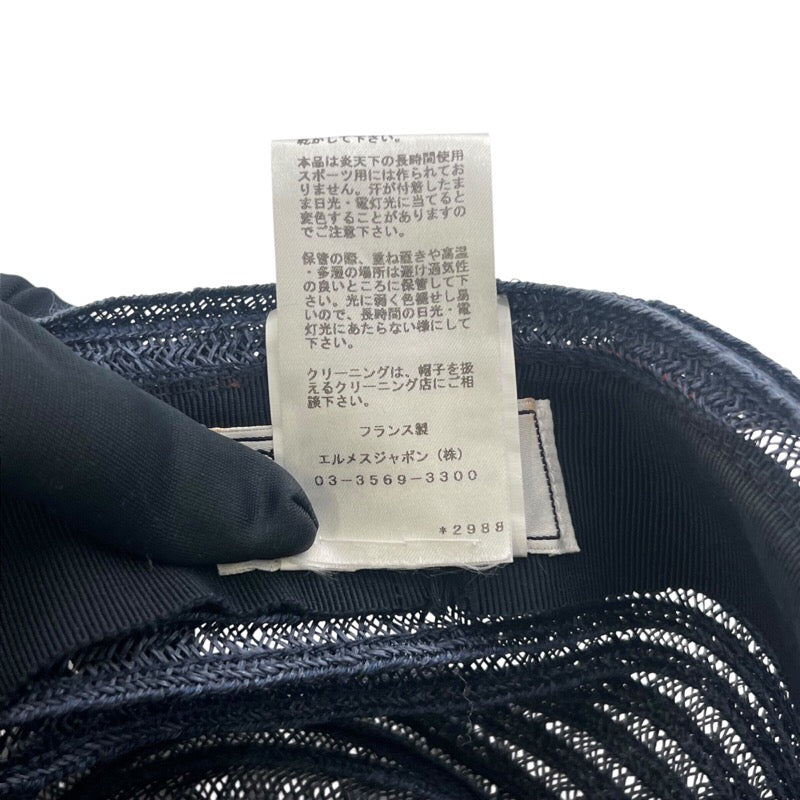 乾かして下さい。
本品は炎天下の長時間使用
スポーツ用には作られてお
りません。汗が付着したま
ま日光・電灯光に当てると
変色することがありますの
でご注意下さい。
保管の際、重ね置きや高温
・多湿の場所は避け通気性
の良いところに保管して下
さい。光に弱く色褪せし易
いので、長時間の日光・電
灯光にあたらない様にして
下さい。
クリーニングは、帽子を扱
えるクリーニング店にご相
談下さい。
フランス製
エルメスジャポン(株)
03-3569-3300
*2988